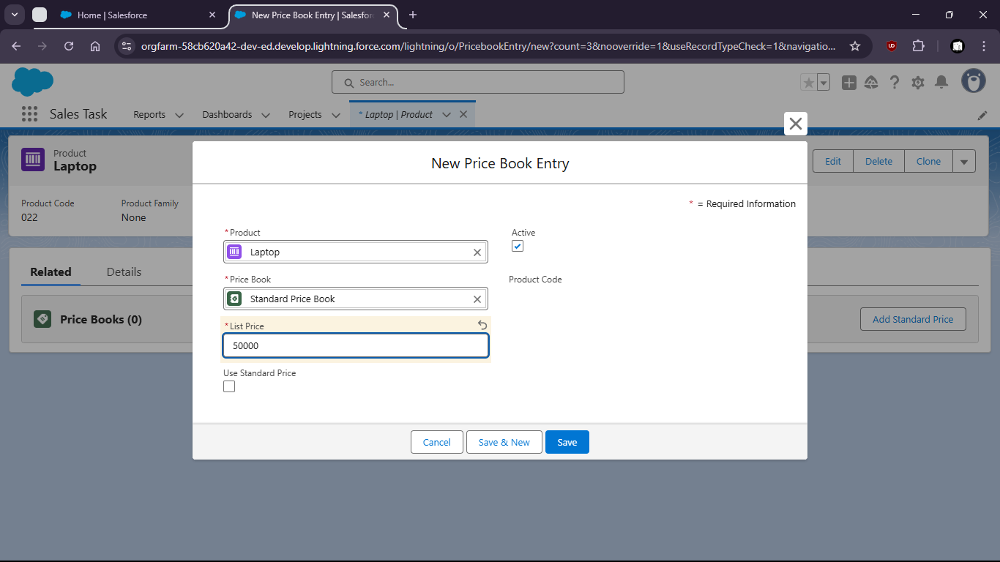 Home | Salesforce
New Price Book Entry | Salesfor
orgfarm-58cb620a42-dev-ed.develop.lightning.force.com/lightning/o/PricebookEntry/new?count=3&nooverride=1&useRecordTypeCheck=1&navigatio...
Search...
Sales Task Reports Dashboards Projects * Laptop | Product
Product
Laptop
Edit Delete Clone
New Price Book Entry
* = Required Information
Product Code Product Family
022 None
*Product Active
Laptop
Related Details
*Price Book Product Code
Standard Price Book
Price Books (0) Add Standard Price
*List Price
50000
Use Standard Price
Cancel Save & New Save